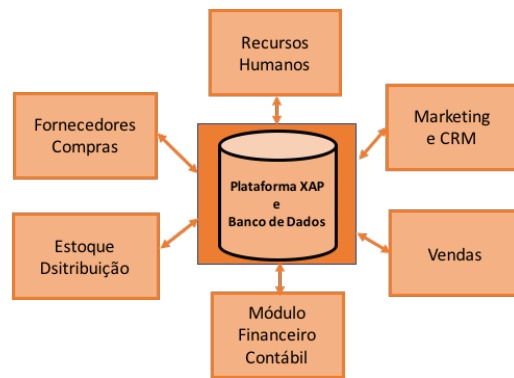 Recursos
Humanos
Fornecedores
Compras
Marketing
e CRM
Plataforma XAP
e
Banco de Dados
Estoque
Dsitribuição
Vendas
Módulo
Financeiro
Contábil